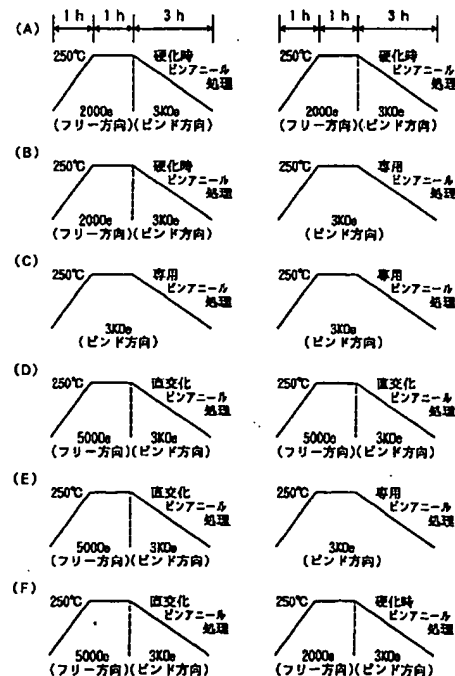 1h 1h 3h 1h 1h 3h
(A)
250℃ 硬化時 ピンアニール 処理
200Oe 3KOe
(フリー方向)(ピンド方向)
250℃ 硬化時 ピンアニール 処理
200Oe 3KOe
(フリー方向)(ピンド方向)
(B)
250℃ 硬化時 ピンアニール 処理
200Oe 3KOe
(フリー方向)(ピンド方向)
250℃ 専用 ピンアニール 処理
3KOe
(ピンド方向)
(C)
250℃ 専用 ピンアニール 処理
3KOe
(ピンド方向)
250℃ 専用 ピンアニール 処理
3KOe
(ピンド方向)
(D)
250℃ 直交化 ピンアニール 処理
500Oe 3KOe
(フリー方向)(ピンド方向)
250℃ 直交化 ピンアニール 処理
500Oe 3KOe
(フリー方向)(ピンド方向)
(E)
250℃ 直交化 ピンアニール 処理
500Oe 3KOe
(フリー方向)(ピンド方向)
250℃ 専用 ピンアニール 処理
3KOe
(ピンド方向)
(F)
250℃ 直交化 ピンアニール 処理
500Oe 3KOe
(フリー方向)(ピンド方向)
250℃ 硬化時 ピンアニール 処理
200Oe 3KOe
(フリー方向)(ピンド方向)